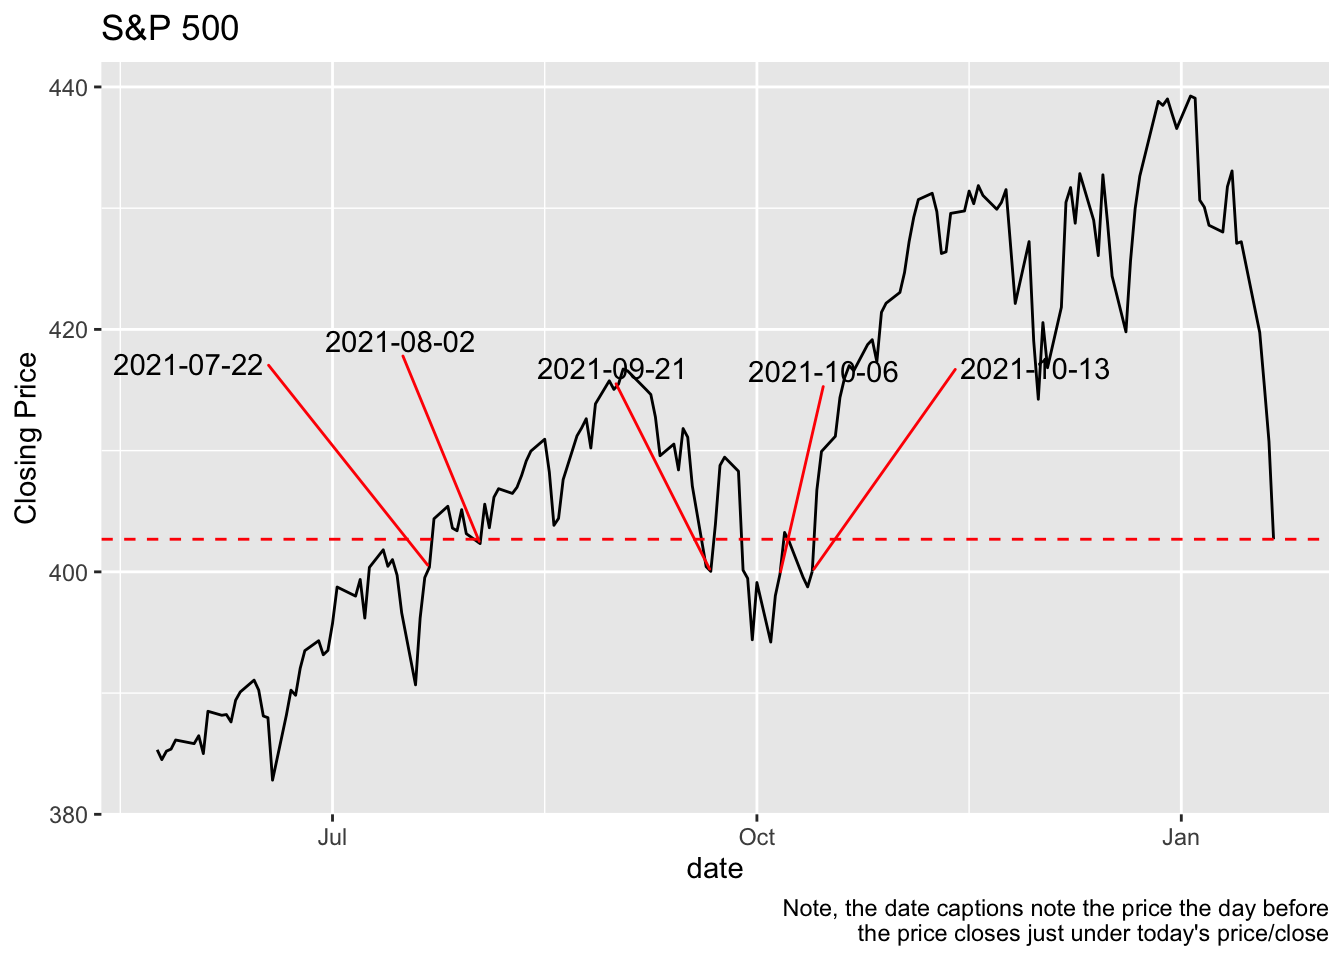 S&P 500
Closing Price
440
420
400
380
2021-07-22
2021-08-02
2021-09-21
2021-10-06
2021-10-13
Jul
Oct
Jan
date
Note, the date captions note the price the day before
the price closes just under today's price/close